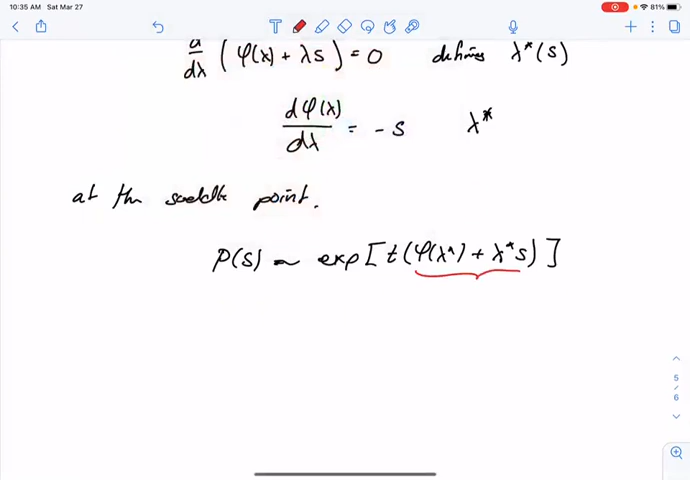 10:35 AM Sat Mar 27
81%
d/dλ ( φ(λ) + λs ) = 0 defines λ*(s)
dφ(λ)/dλ = - s λ*
at the saddle point.
P(s) ~ exp[ t( φ(λ*) + λ*s ) ]
5
/
6